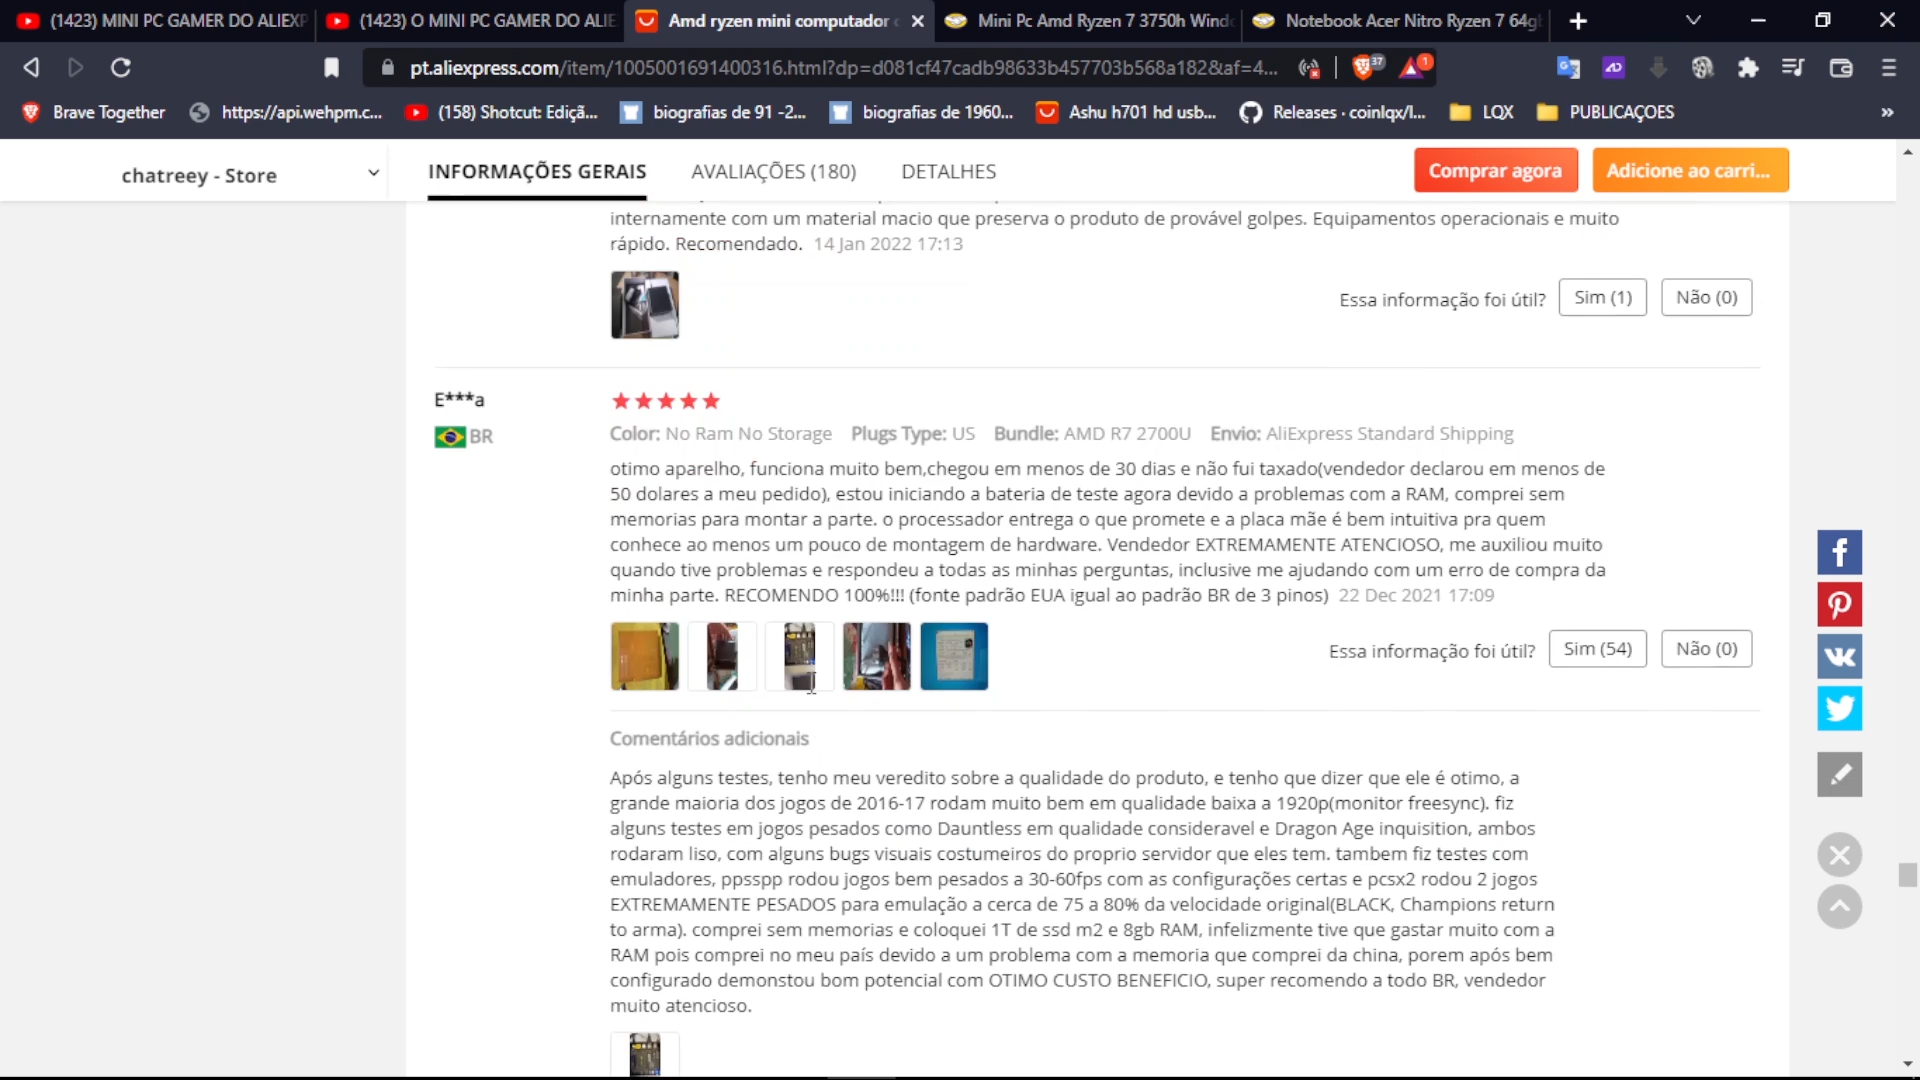 (1423) MINI PC GAMER DO ALIEXP
(1423) O MINI PC GAMER DO ALIE
Amd ryzen mini computador
Mini Pc Amd Ryzen 7 3750h Wind
Notebook Acer Nitro Ryzen 7 64g
pt.aliexpress.com/item/1005001691400316.html?dp=d081cf47cadb98633b457703b568a182&af=4...
37
1
Brave Together
https://api.wehpm.c...
(158) Shotcut: Ediçã...
biografias de 91 -2...
biografias de 1960...
Ashu h701 hd usb...
Releases · coinlqx/l...
LQX
PUBLICAÇOES
»
chatreey - Store
INFORMAÇÕES GERAIS
AVALIAÇÕES (180)
DETALHES
Comprar agora
Adicione ao carri...
internamente com um material macio que preserva o produto de provável golpes. Equipamentos operacionais e muito
rápido. Recomendado. 14 Jan 2022 17:13
Essa informação foi útil? Sim (1) Não (0)
E***a
BR
Color: No Ram No Storage Plugs Type: US Bundle: AMD R7 2700U Envio: AliExpress Standard Shipping
otimo aparelho, funciona muito bem,chegou em menos de 30 dias e não fui taxado(vendedor declarou em menos de
50 dolares a meu pedido), estou iniciando a bateria de teste agora devido a problemas com a RAM, comprei sem
memorias para montar a parte. o processador entrega o que promete e a placa mãe é bem intuitiva pra quem
conhece ao menos um pouco de montagem de hardware. Vendedor EXTREMAMENTE ATENCIOSO, me auxiliou muito
quando tive problemas e respondeu a todas as minhas perguntas, inclusive me ajudando com um erro de compra da
minha parte. RECOMENDO 100%!!! (fonte padrão EUA igual ao padrão BR de 3 pinos) 22 Dec 2021 17:09
Essa informação foi útil? Sim (54) Não (0)
Comentários adicionais
Após alguns testes, tenho meu veredito sobre a qualidade do produto, e tenho que dizer que ele é otimo, a
grande maioria dos jogos de 2016-17 rodam muito bem em qualidade baixa a 1920p(monitor freesync). fiz
alguns testes em jogos pesados como Dauntless em qualidade consideravel e Dragon Age inquisition, ambos
rodaram liso, com alguns bugs visuais costumeiros do proprio servidor que eles tem. tambem fiz testes com
emuladores, ppsspp rodou jogos bem pesados a 30-60fps com as configurações certas e pcsx2 rodou 2 jogos
EXTREMAMENTE PESADOS para emulação a cerca de 75 a 80% da velocidade original(BLACK, Champions return
to arma). comprei sem memorias e coloquei 1T de ssd m2 e 8gb RAM, infelizmente tive que gastar muito com a
RAM pois comprei no meu país devido a um problema com a memoria que comprei da china, porem após bem
configurado demonstou bom potencial com OTIMO CUSTO BENEFICIO, super recomendo a todo BR, vendedor
muito atencioso.